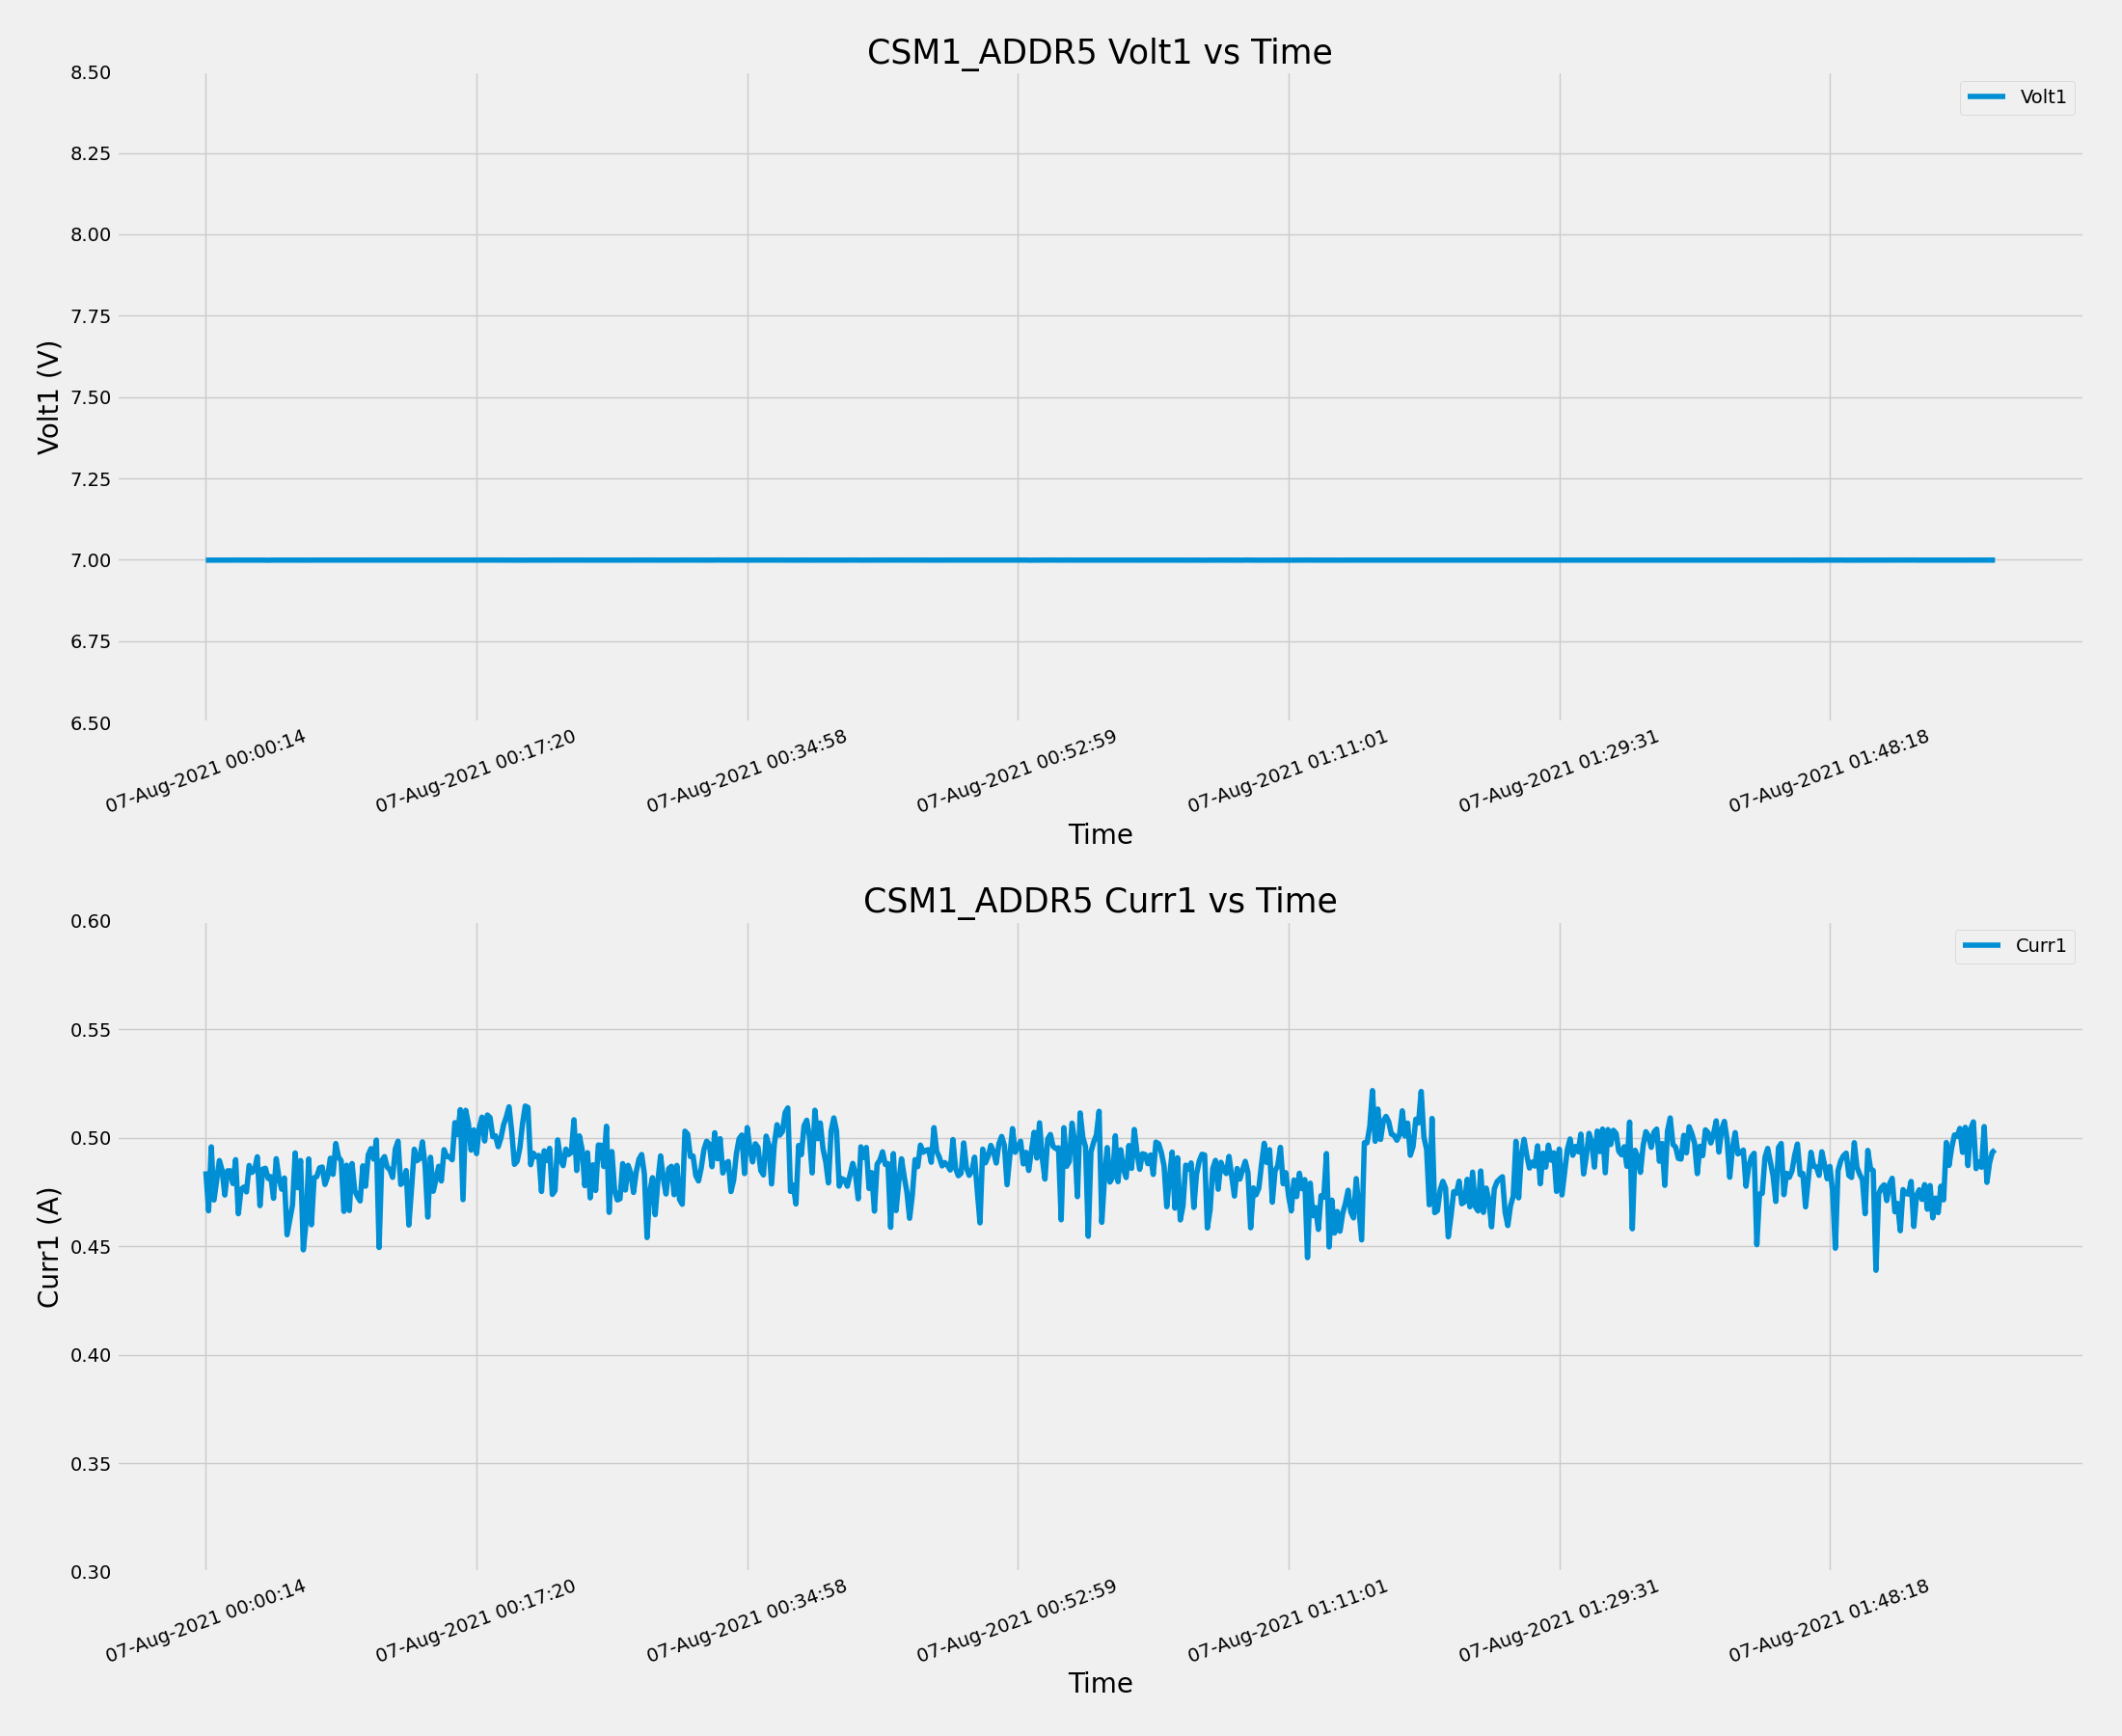 CSM1_ADDR5 Volt1 vs Time
8.50
Volt1
8.25
8.00
7.75
7.50
Volt1 (V)
7.25
7.00
6.75
6.50
07-Aug-2021 00:00:14
07-Aug-2021 00:17:20
07-Aug-2021 00:34:58
07-Aug-2021 00:52:59
07-Aug-2021 01:11:01
07-Aug-2021 01:29:31
07-Aug-2021 01:48:18
Time
CSM1_ADDR5 Curr1 vs Time
0.60
Curr1
0.55
0.50
0.45
Curr1 (A)
0.40
0.35
0.30
07-Aug-2021 00:00:14
07-Aug-2021 00:17:20
07-Aug-2021 00:34:58
07-Aug-2021 00:52:59
07-Aug-2021 01:11:01
07-Aug-2021 01:29:31
07-Aug-2021 01:48:18
Time